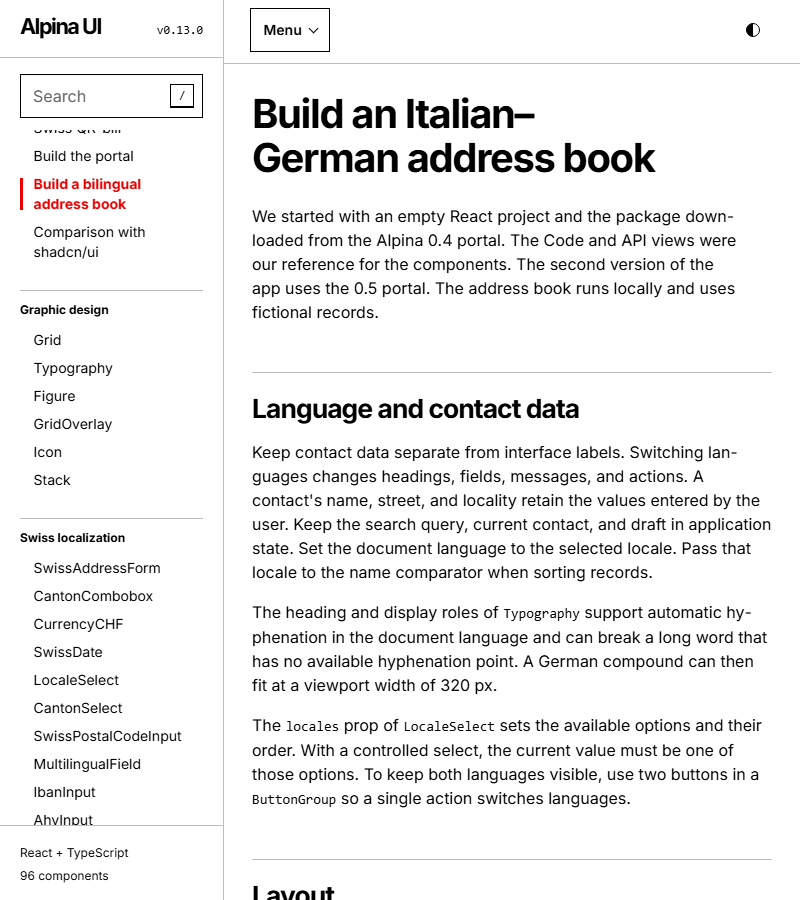 Alpina UI
v0.13.0
Menu
Search
/
Swiss QR-bill
Build the portal
Build a bilingual
address book
Comparison with
shadcn/ui
Graphic design
Grid
Typography
Figure
GridOverlay
Icon
Stack
Swiss localization
SwissAddressForm
CantonCombobox
CurrencyCHF
SwissDate
LocaleSelect
CantonSelect
SwissPostalCodeInput
MultilingualField
IbanInput
AhvInput
React + TypeScript
96 components
Build an Italian–
German address book
We started with an empty React project and the package down-
loaded from the Alpina 0.4 portal. The Code and API views were
our reference for the components. The second version of the
app uses the 0.5 portal. The address book runs locally and uses
fictional records.
Language and contact data
Keep contact data separate from interface labels. Switching lan-
guages changes headings, fields, messages, and actions. A
contact's name, street, and locality retain the values entered by the
user. Keep the search query, current contact, and draft in application
state. Set the document language to the selected locale. Pass that
locale to the name comparator when sorting records.
The heading and display roles of Typography support automatic hy-
phenation in the document language and can break a long word that
has no available hyphenation point. A German compound can then
fit at a viewport width of 320 px.
The locales prop of LocaleSelect sets the available options and their
order. With a controlled select, the current value must be one of
those options. To keep both languages visible, use two buttons in a
ButtonGroup so a single action switches languages.
Layout